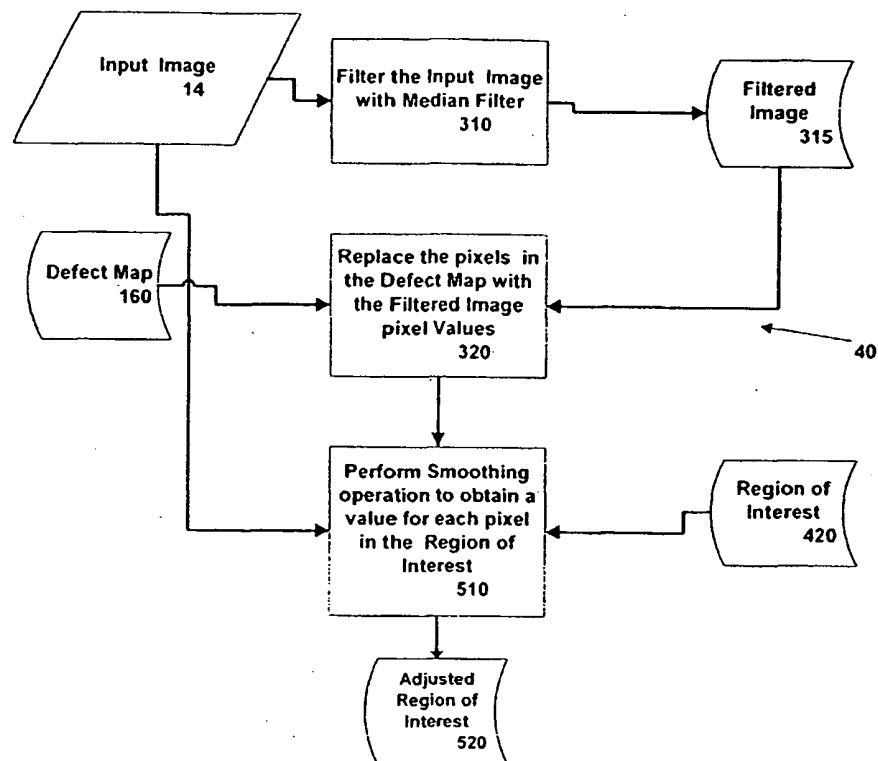 Input Image
14
Filter the Input Image
with Median Filter
310
Filtered
Image
315
Defect Map
160
Replace the pixels in
the Defect Map with
the Filtered Image
pixel Values
320
40
Perform Smoothing
operation to obtain a
value for each pixel
in the Region of
Interest
510
Region of
Interest
420
Adjusted
Region of
Interest
520